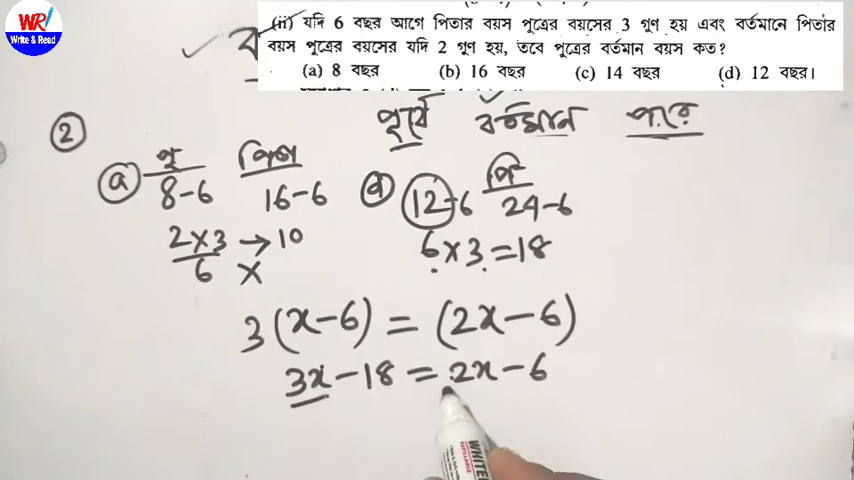 WR
Write & Read
(ii) যদি 6 বছর আগে পিতার বয়স পুত্রের বয়সের 3 গুণ হয় এবং বর্তমানে পিতার
বয়স পুত্রের বয়সের যদি 2 গুণ হয়, তবে পুত্রের বর্তমান বয়স কত?
(a) 8 বছর (b) 16 বছর (c) 14 বছর (d) 12 বছর।
পূর্বে বর্তমান পরে
2
a পু পিতা
8-6 16-6
2×3 → 10
6 ×
d পি
12-6 24-6
6×3=18
3(x-6) = (2x-6)
3x-18 = 2x-6
WHITE